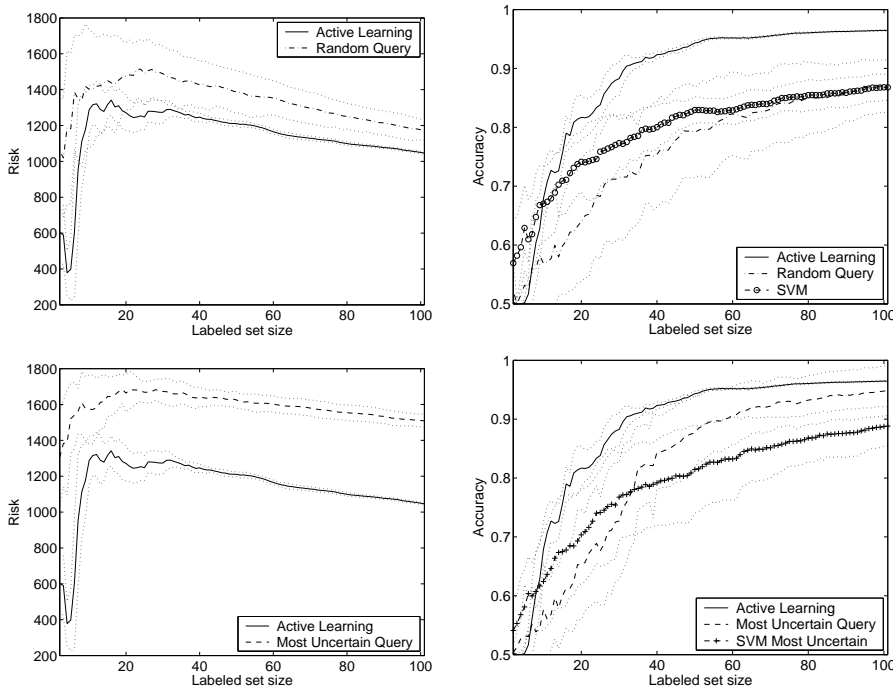 1800
1600
1400
1200
1000
800
600
400
200
Risk
20
40
60
80
100
Labeled set size
Active Learning
Random Query
1
0.9
0.8
0.7
0.6
0.5
Accuracy
20
40
60
80
100
Labeled set size
Active Learning
Random Query
SVM
1800
1600
1400
1200
1000
800
600
400
200
Risk
20
40
60
80
100
Labeled set size
Active Learning
Most Uncertain Query
1
0.9
0.8
0.7
0.6
0.5
Accuracy
20
40
60
80
100
Labeled set size
Active Learning
Most Uncertain Query
SVM Most Uncertain